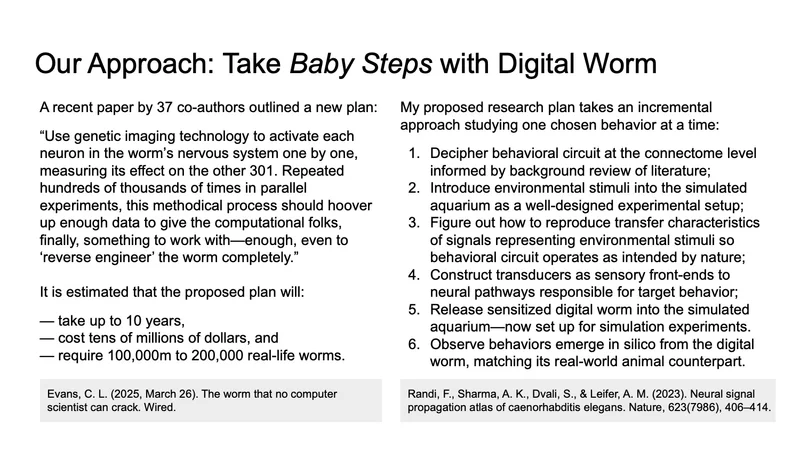 Our Approach: Take Baby Steps with Digital Worm
A recent paper by 37 co-authors outlined a new plan:
“Use genetic imaging technology to activate each
neuron in the worm’s nervous system one by one,
measuring its effect on the other 301. Repeated
hundreds of thousands of times in parallel
experiments, this methodical process should hoover
up enough data to give the computational folks,
finally, something to work with—enough, even to
‘reverse engineer’ the worm completely.”
It is estimated that the proposed plan will:
— take up to 10 years,
— cost tens of millions of dollars, and
— require 100,000m to 200,000 real-life worms.
Evans, C. L. (2025, March 26). The worm that no computer
scientist can crack. Wired.
My proposed research plan takes an incremental
approach studying one chosen behavior at a time:
1. Decipher behavioral circuit at the connectome level
informed by background review of literature;
2. Introduce environmental stimuli into the simulated
aquarium as a well-designed experimental setup;
3. Figure out how to reproduce transfer characteristics
of signals representing environmental stimuli so
behavioral circuit operates as intended by nature;
4. Construct transducers as sensory front-ends to
neural pathways responsible for target behavior;
5. Release sensitized digital worm into the simulated
aquarium—now set up for simulation experiments.
6. Observe behaviors emerge in silico from the digital
worm, matching its real-world animal counterpart.
Randi, F., Sharma, A. K., Dvali, S., & Leifer, A. M. (2023). Neural signal
propagation atlas of caenorhabditis elegans. Nature, 623(7986), 406–414.